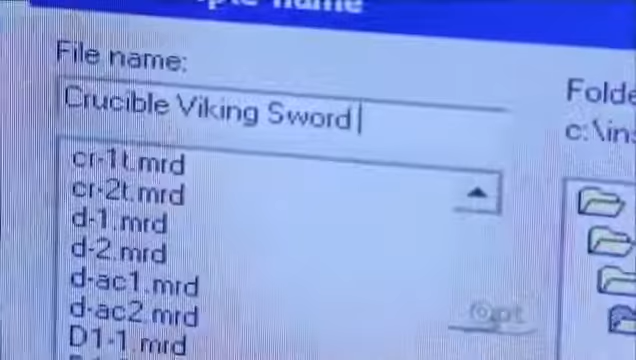 name
File name:
Crucible Viking Sword
Folde
c:\ins
cr-1t.mrd
cr-2t.mrd
d-1.mrd
d-2.mrd
d-ac1.mrd
d-ac2.mrd
D1-1.mrd